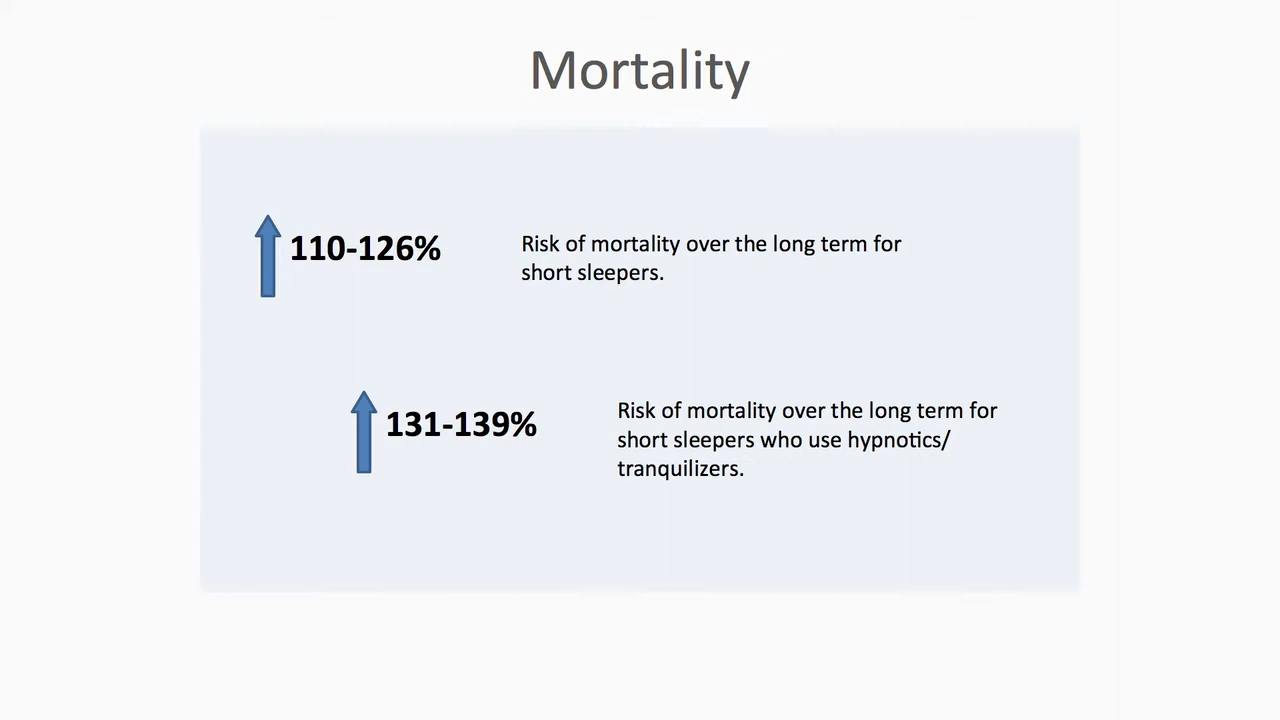 Mortality
110-126%
Risk of mortality over the long term for
short sleepers.
131-139%
Risk of mortality over the long term for
short sleepers who use hypnotics/
tranquilizers.